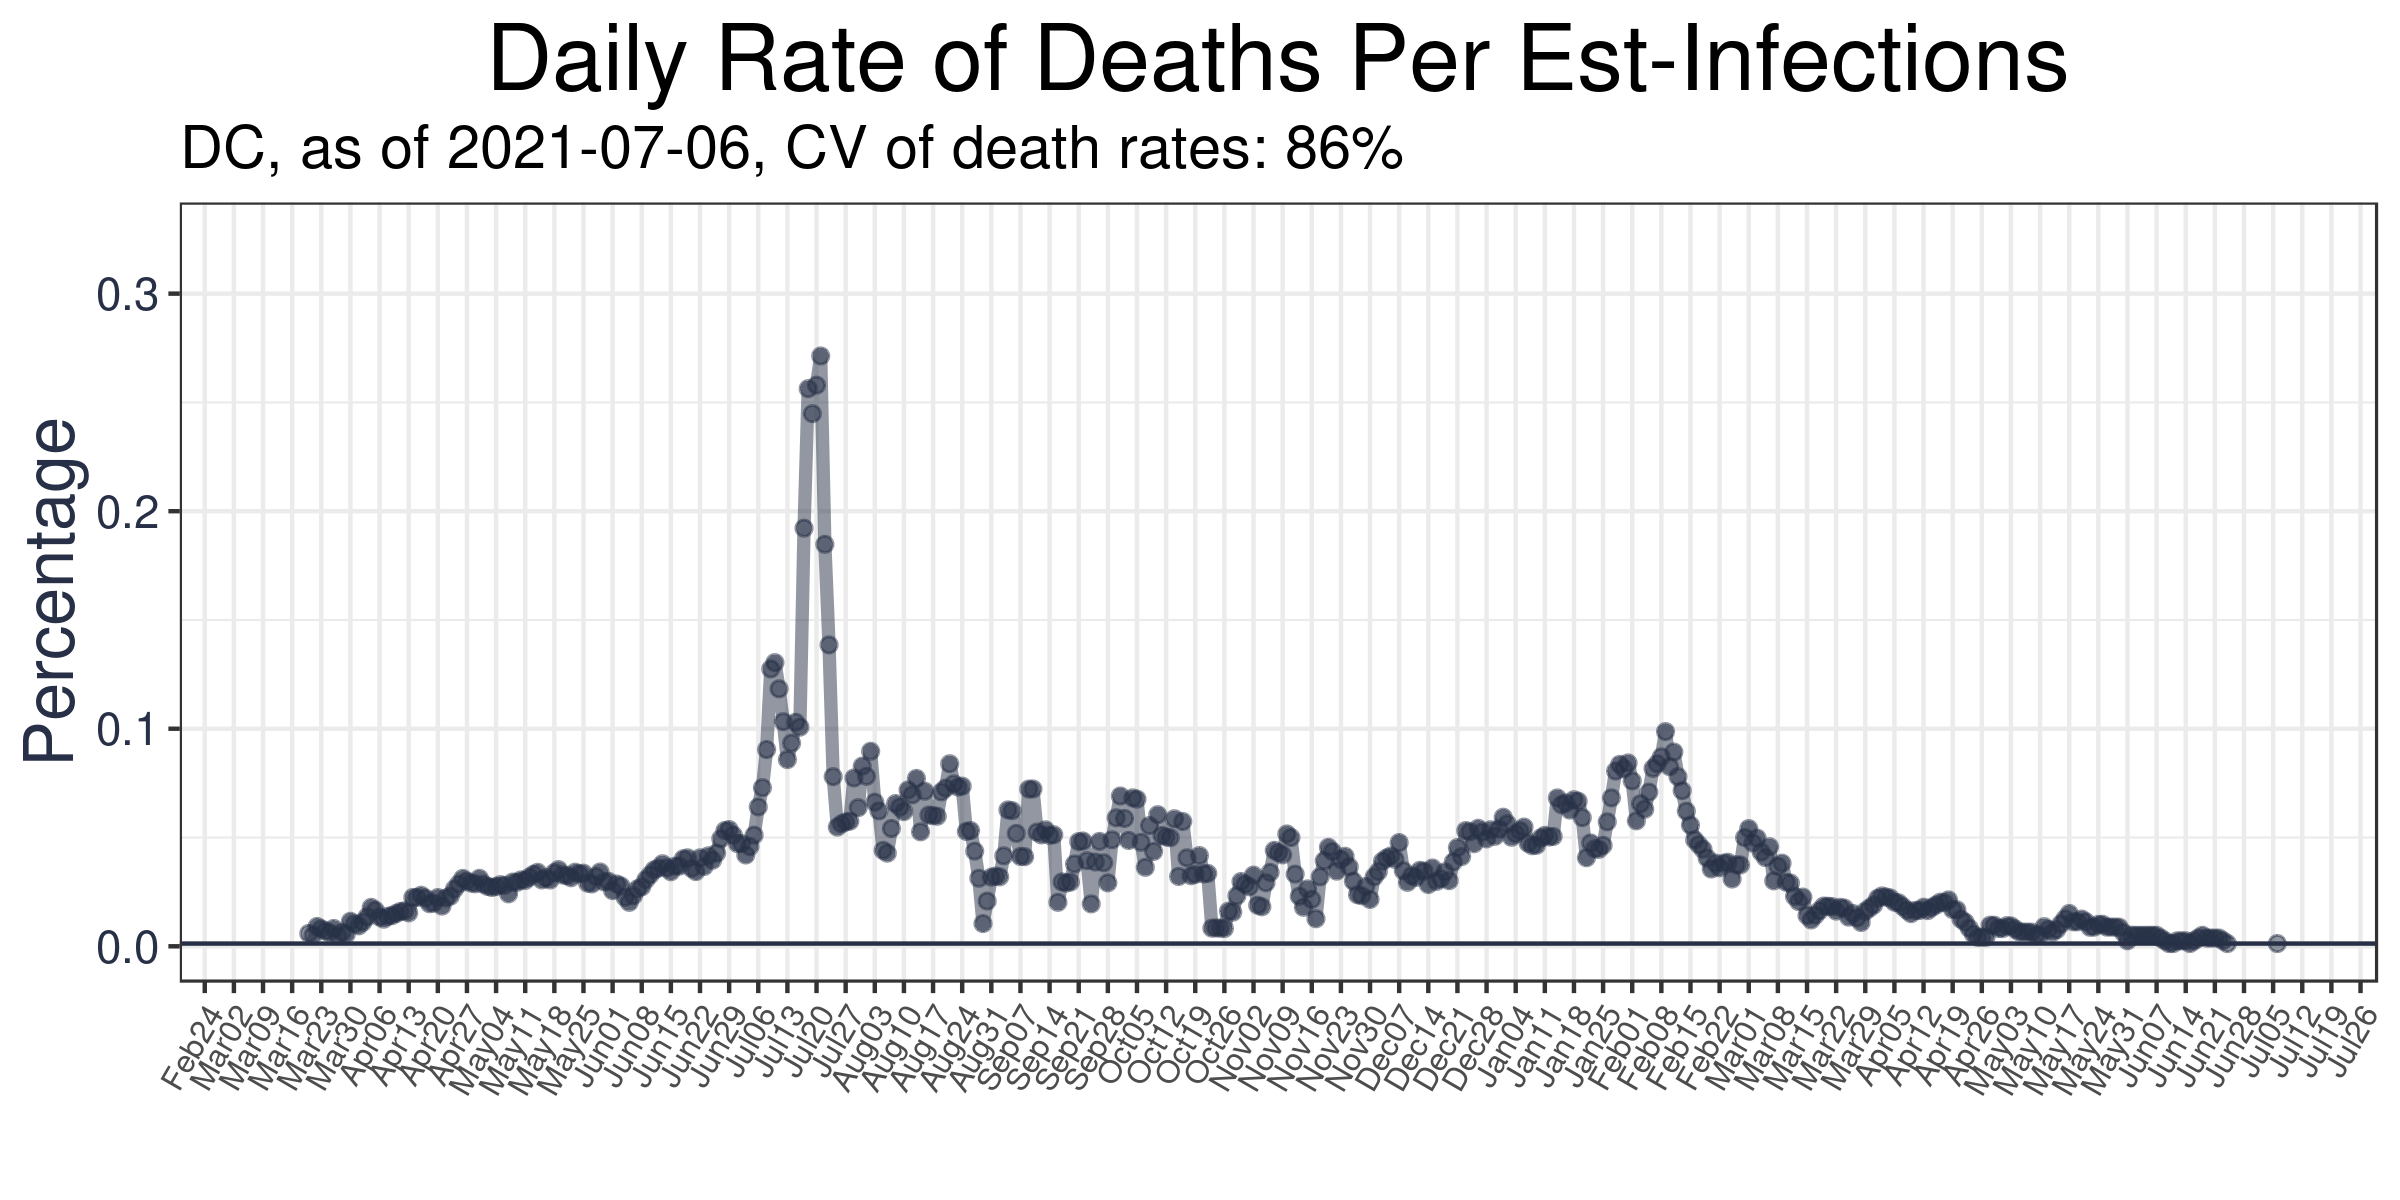 Daily Rate of Deaths Per Est-Infections
DC, as of 2021-07-06, CV of death rates: 86%
Percentage
0.3
0.2
0.1
0.0
Feb24 Mar02 Mar09 Mar16 Mar23 Mar30 Apr06 Apr13 Apr20 Apr27 May04 May11 May18 May25 Jun01 Jun08 Jun15 Jun22 Jun29 Jul06 Jul13 Jul20 Jul27 Aug03 Aug10 Aug17 Aug24 Aug31 Sep07 Sep14 Sep21 Sep28 Oct05 Oct12 Oct19 Oct26 Nov02 Nov09 Nov16 Nov23 Nov30 Dec07 Dec14 Dec21 Dec28 Jan04 Jan11 Jan18 Jan25 Feb01 Feb08 Feb15 Feb22 Mar01 Mar08 Mar15 Mar22 Mar29 Apr05 Apr12 Apr19 Apr26 May03 May10 May17 May24 May31 Jun07 Jun14 Jun21 Jun28 Jul05 Jul12 Jul19 Jul26